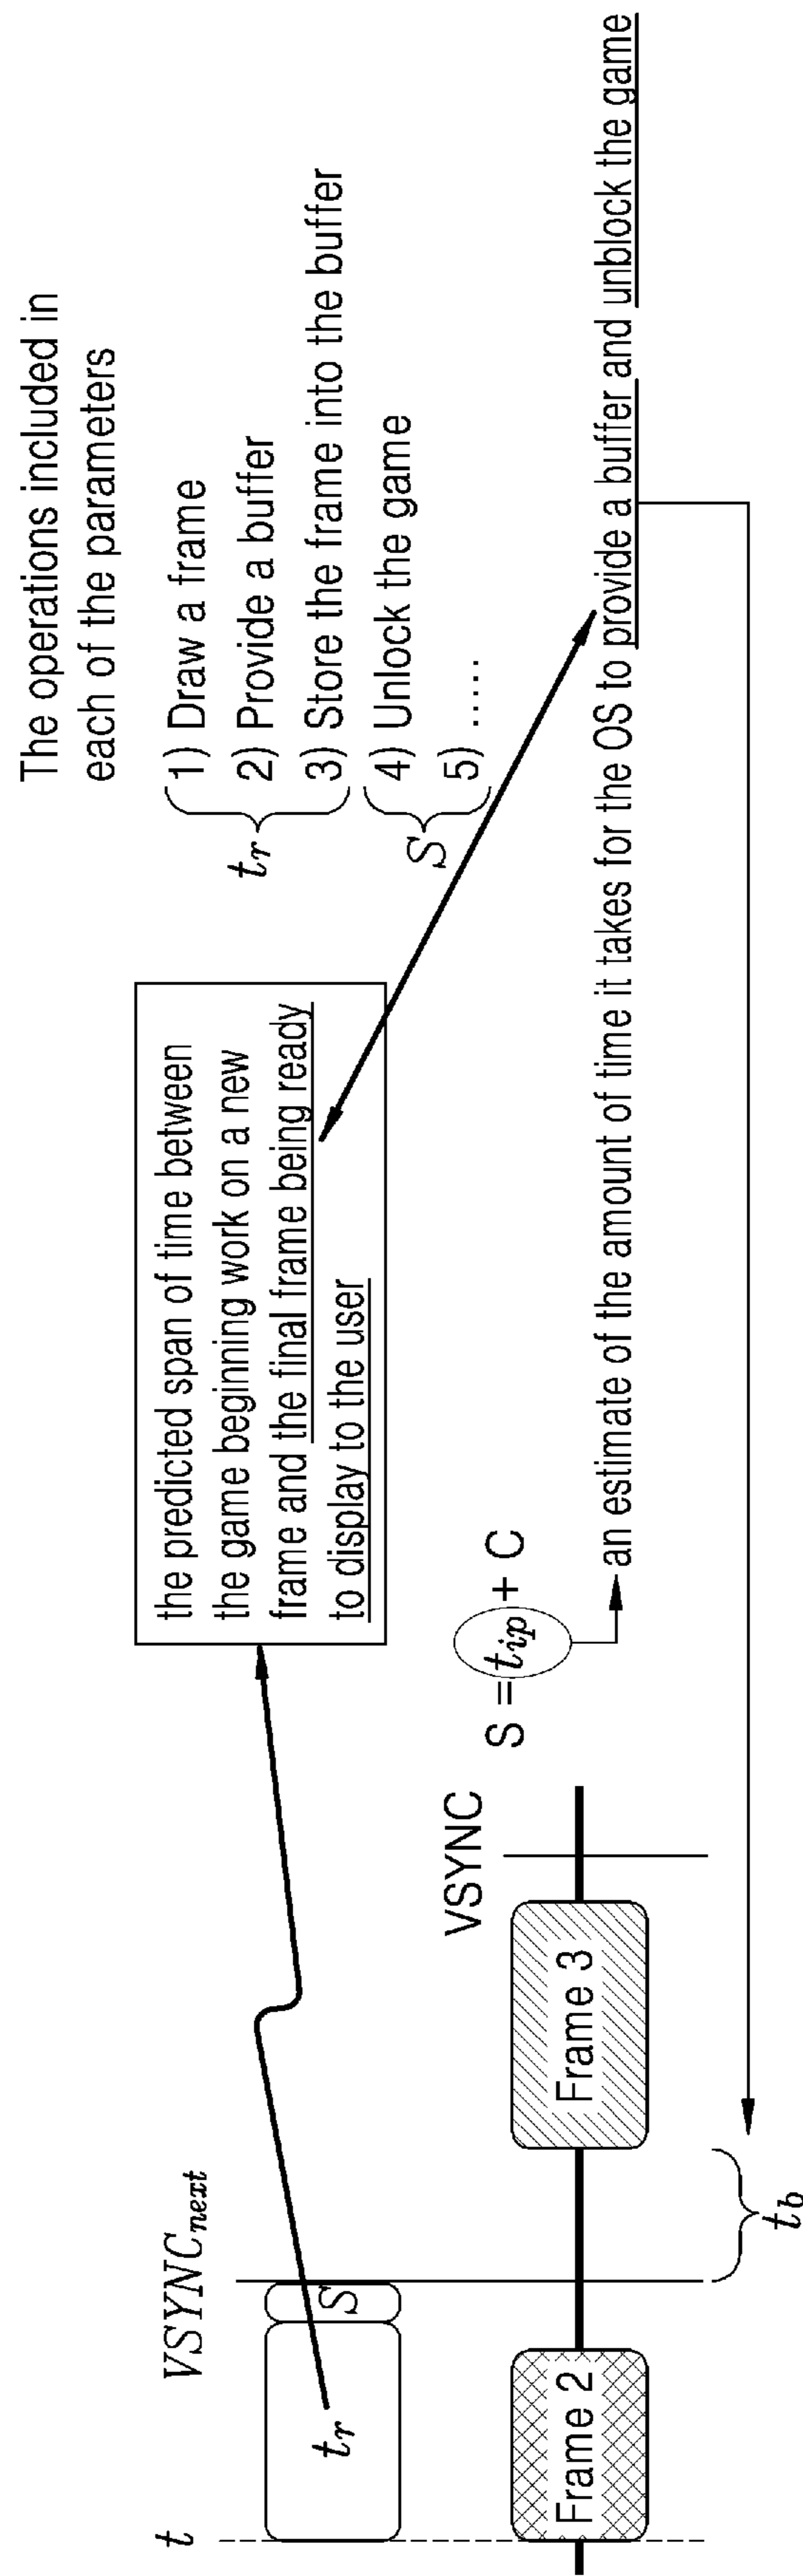 The operations included in
each of the parameters
t_r
1) Draw a frame
2) Provide a buffer
3) Store the frame into the buffer
S
4) Unlock the game
5) .....
the predicted span of time between
the game beginning work on a new
frame and the final frame being ready
to display to the user
t
VSYNC_next
t_r
S
S = t_ip + C
an estimate of the amount of time it takes for the OS to provide a buffer and unblock the game
VSYNC
Frame 2
Frame 3
t_b